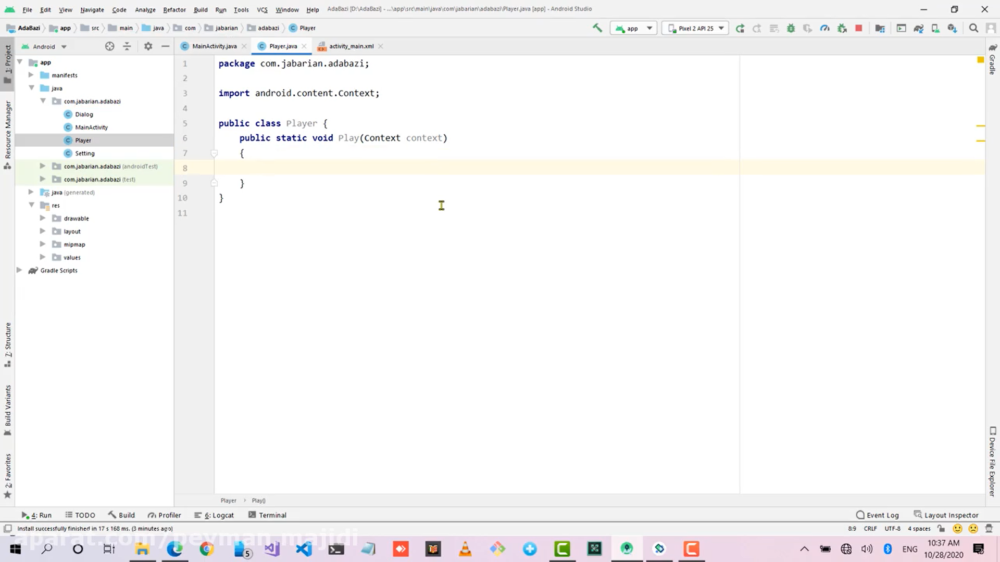 File Edit View Navigate Code Analyze Refactor Build Run Tools VCS Window Help AdaBazi [D:\AdaBazi] - ...\app\src\main\java\com\jabarian\adabazi\Player.java [app] - Android Studio
AdaBazi app src main java com jabarian adabazi Player app Pixel 2 API 25
Android MainActivity.java Player.java activity_main.xml
1: Project
Resource Manager
7: Structure
Build Variants
2: Favorites
app
manifests
java
com.jabarian.adabazi
Dialog
MainActivity
Player
Setting
com.jabarian.adabazi (androidTest)
com.jabarian.adabazi (test)
java (generated)
res
drawable
layout
mipmap
values
Gradle Scripts
1 package com.jabarian.adabazi;
2
3 import android.content.Context;
4
5 public class Player {
6 public static void Play(Context context)
7 {
8
9 }
10 }
11
Gradle
Device File Explorer
Player Play()
4: Run TODO Build Profiler 6: Logcat Terminal Event Log Layout Inspector
Install successfully finished in 17 s 168 ms. (3 minutes ago) 8:9 CRLF UTF-8 4 spaces
aparat.com/peyman.majidi
5 ENG 10:37 AM
10/28/2020